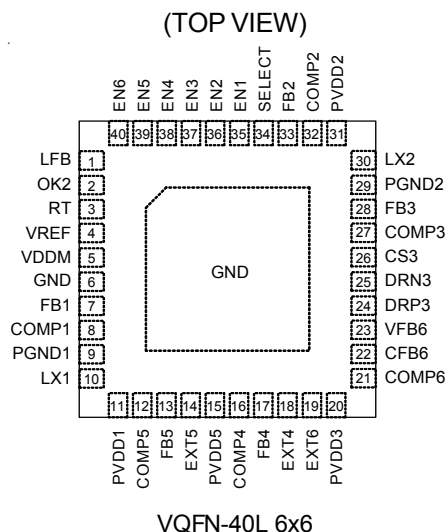 (TOP VIEW)
EN6
EN5
EN4
EN3
EN2
EN1
SELECT
FB2
COMP2
PVDD2
40 39 38 37 36 35 34 33 32 31
LFB 1
OK2 2
RT 3
VREF 4
VDDM 5
GND 6
FB1 7
COMP1 8
PGND1 9
LX1 10
GND
30 LX2
29 PGND2
28 FB3
27 COMP3
26 CS3
25 DRN3
24 DRP3
23 VFB6
22 CFB6
21 COMP6
11 12 13 14 15 16 17 18 19 20
PVDD1
COMP5
FB5
EXT5
PVDD5
COMP4
FB4
EXT4
EXT6
PVDD3
VQFN-40L 6x6